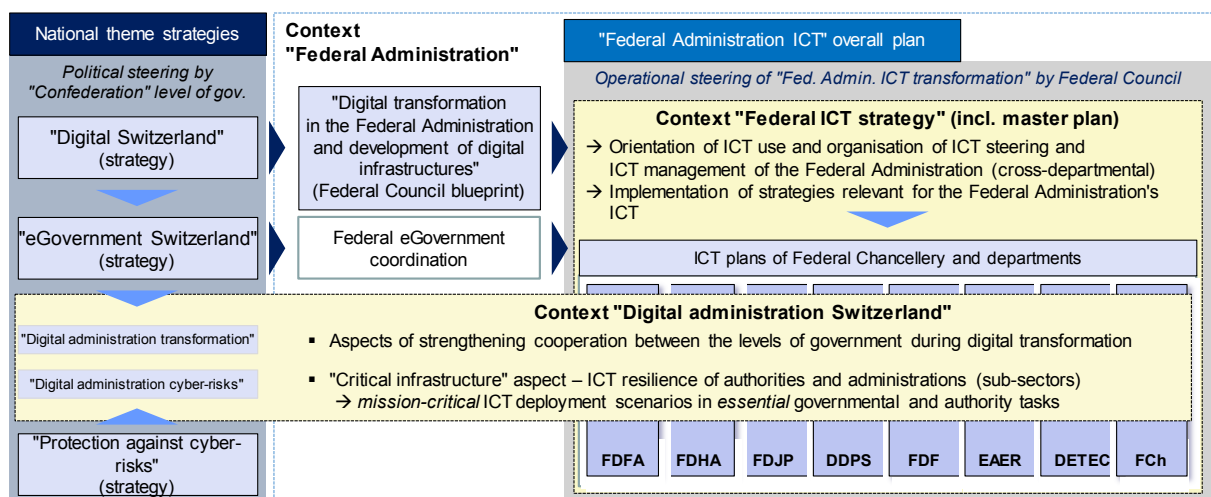 National theme strategies
Political steering by
"Confederation" level of gov.
"Digital Switzerland"
(strategy)
"eGovernment Switzerland"
(strategy)
Context
"Federal Administration"
"Digital transformation
in the Federal Administration
and development of digital
infrastructures"
(Federal Council blueprint)
Federal eGovernment
coordination
"Federal Administration ICT" overall plan
Operational steering of "Fed. Admin. ICT transformation" by Federal Council
Context "Federal ICT strategy" (incl. master plan)
→ Orientation of ICT use and organisation of ICT steering and
ICT management of the Federal Administration (cross-departmental)
→ Implementation of strategies relevant for the Federal Administration's
ICT
ICT plans of Federal Chancellery and departments
Context "Digital administration Switzerland"
"Digital administration transformation"
▪ Aspects of strengthening cooperation between the levels of government during digital transformation
"Digital administration cyber-risks"
▪ "Critical infrastructure" aspect – ICT resilience of authorities and administrations (sub-sectors)
→ mission-critical ICT deployment scenarios in essential governmental and authority tasks
"Protection against cyber-
risks"
(strategy)
FDFA FDHA FDJP DDPS FDF EAER DETEC FCh